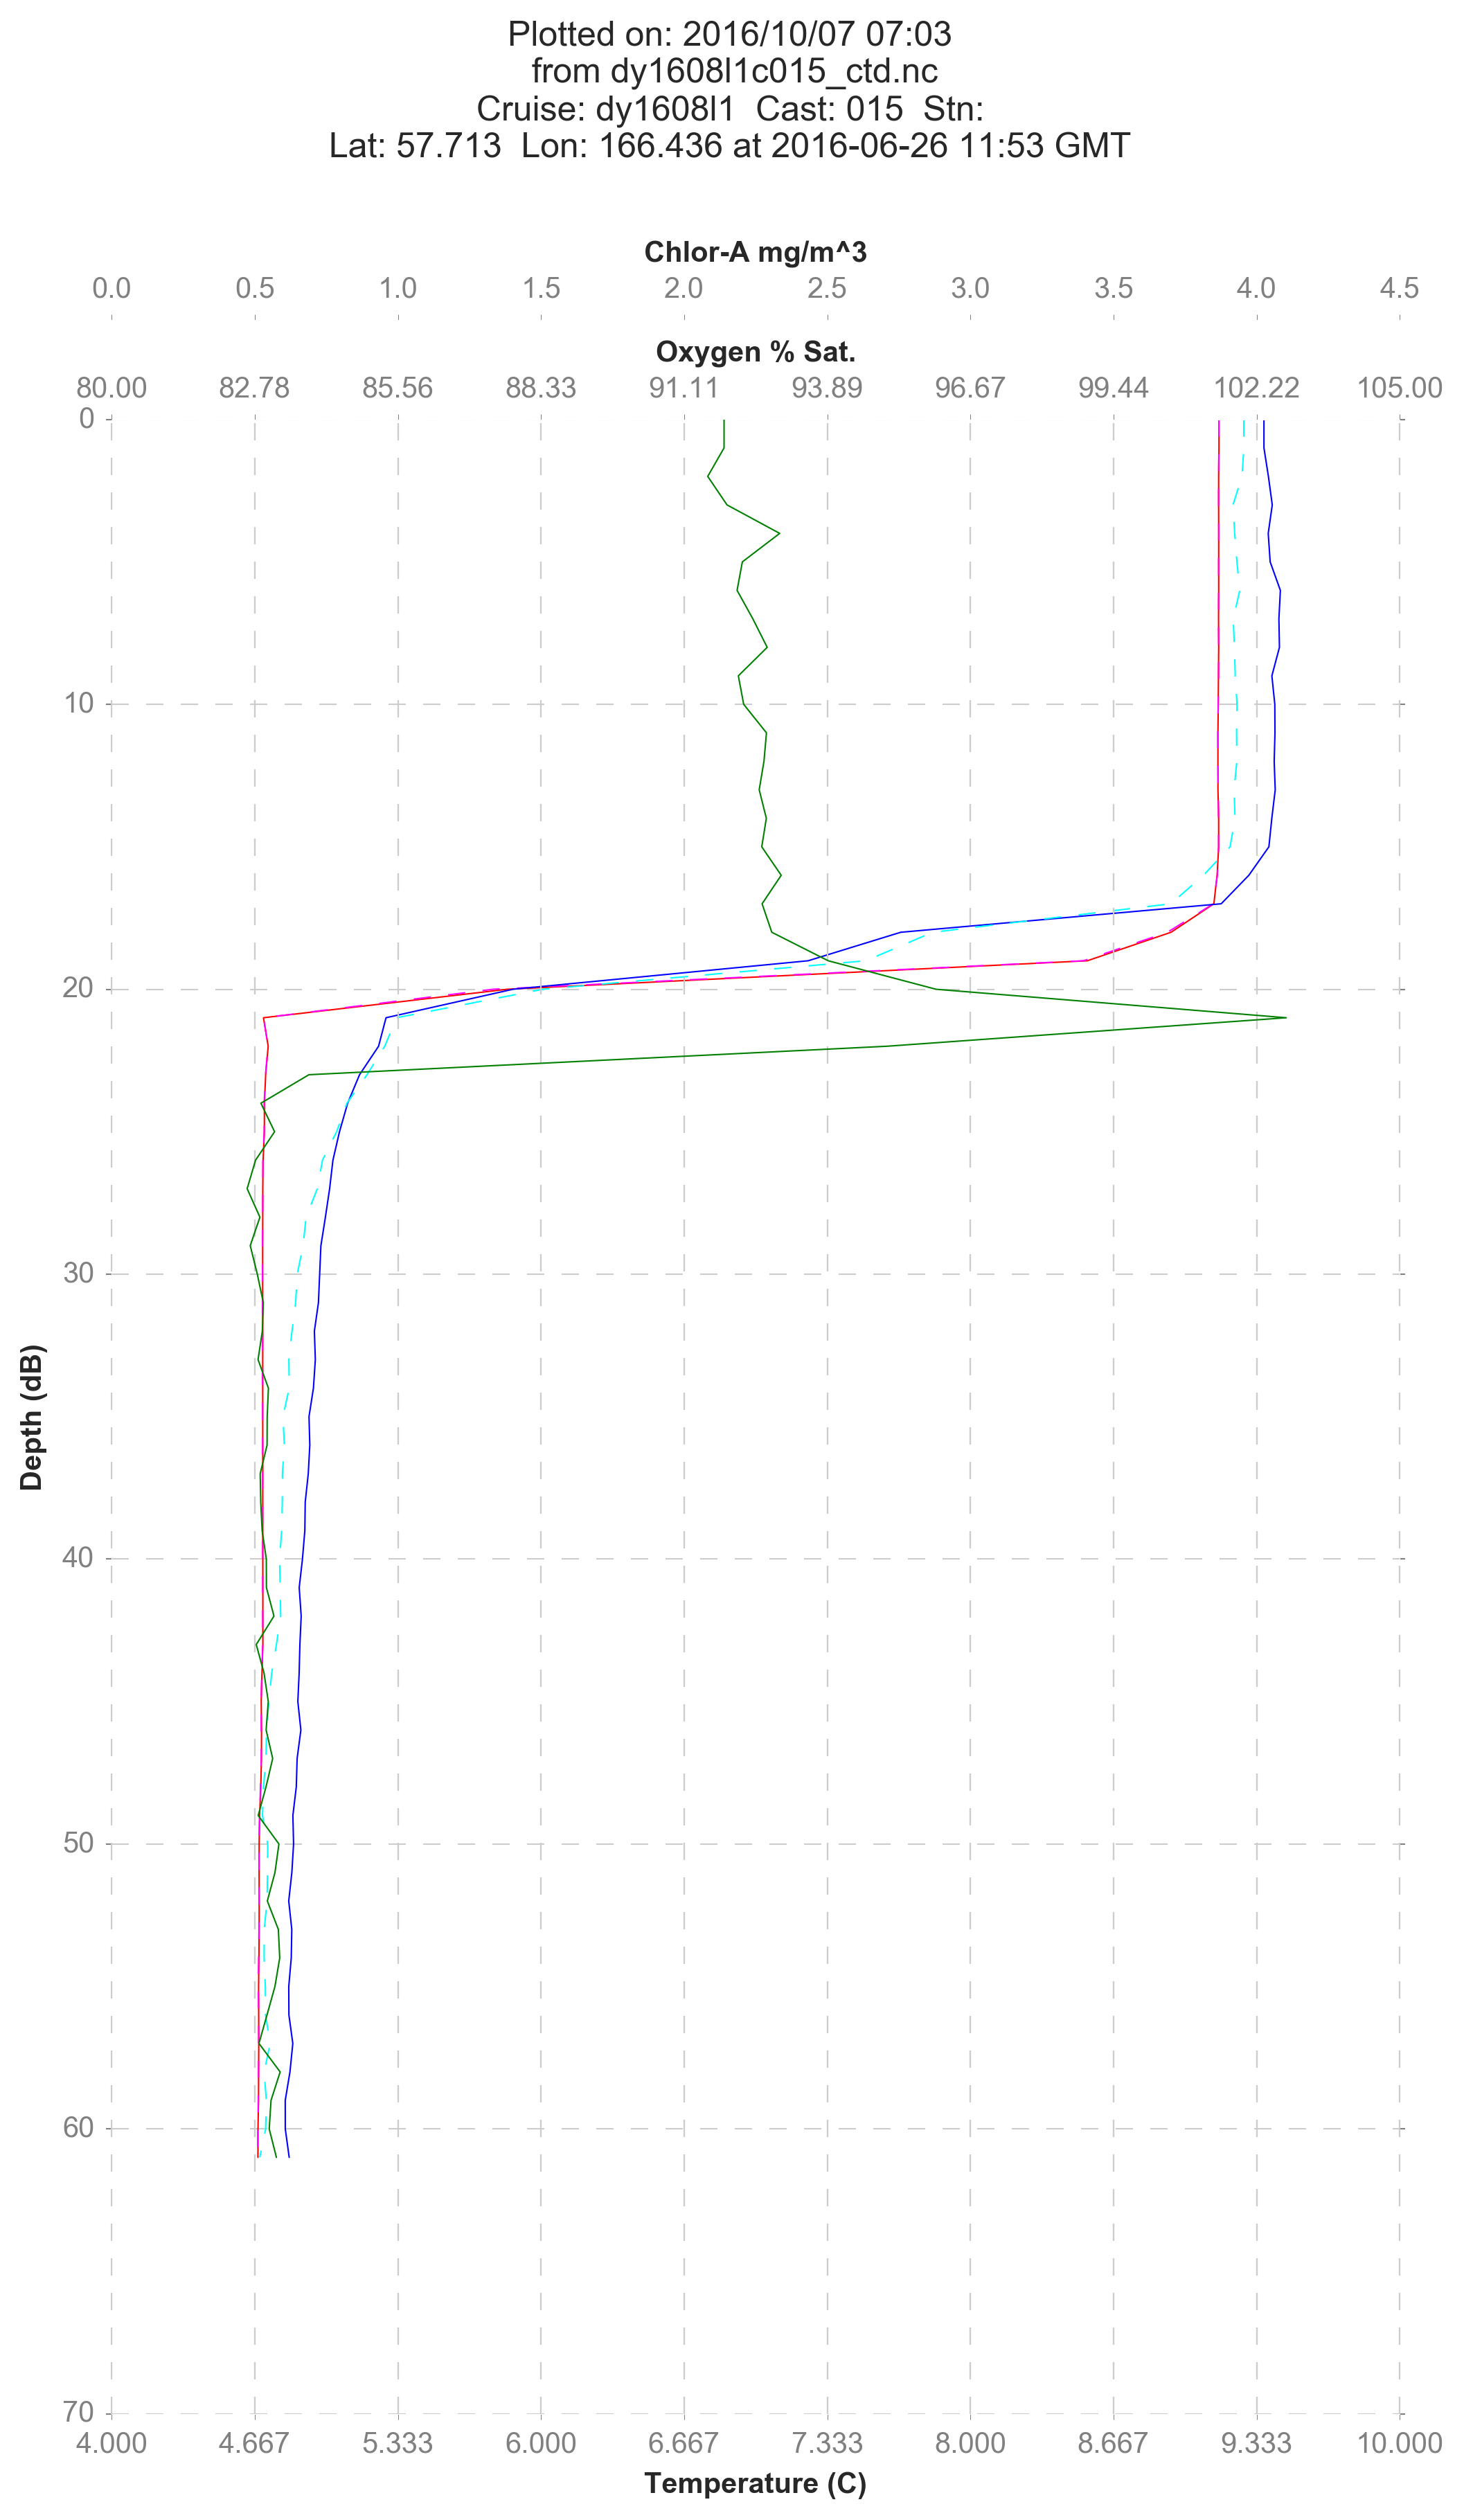 Plotted on: 2016/10/07 07:03
from dy1608l1c015_ctd.nc
Cruise: dy1608l1 Cast: 015 Stn:
Lat: 57.713 Lon: 166.436 at 2016-06-26 11:53 GMT
Chlor-A mg/m^3
0.0 0.5 1.0 1.5 2.0 2.5 3.0 3.5 4.0 4.5
Oxygen % Sat.
80.00 82.78 85.56 88.33 91.11 93.89 96.67 99.44 102.22 105.00
0
10
20
30
Depth (dB)
40
50
60
70
4.000 4.667 5.333 6.000 6.667 7.333 8.000 8.667 9.333 10.000
Temperature (C)